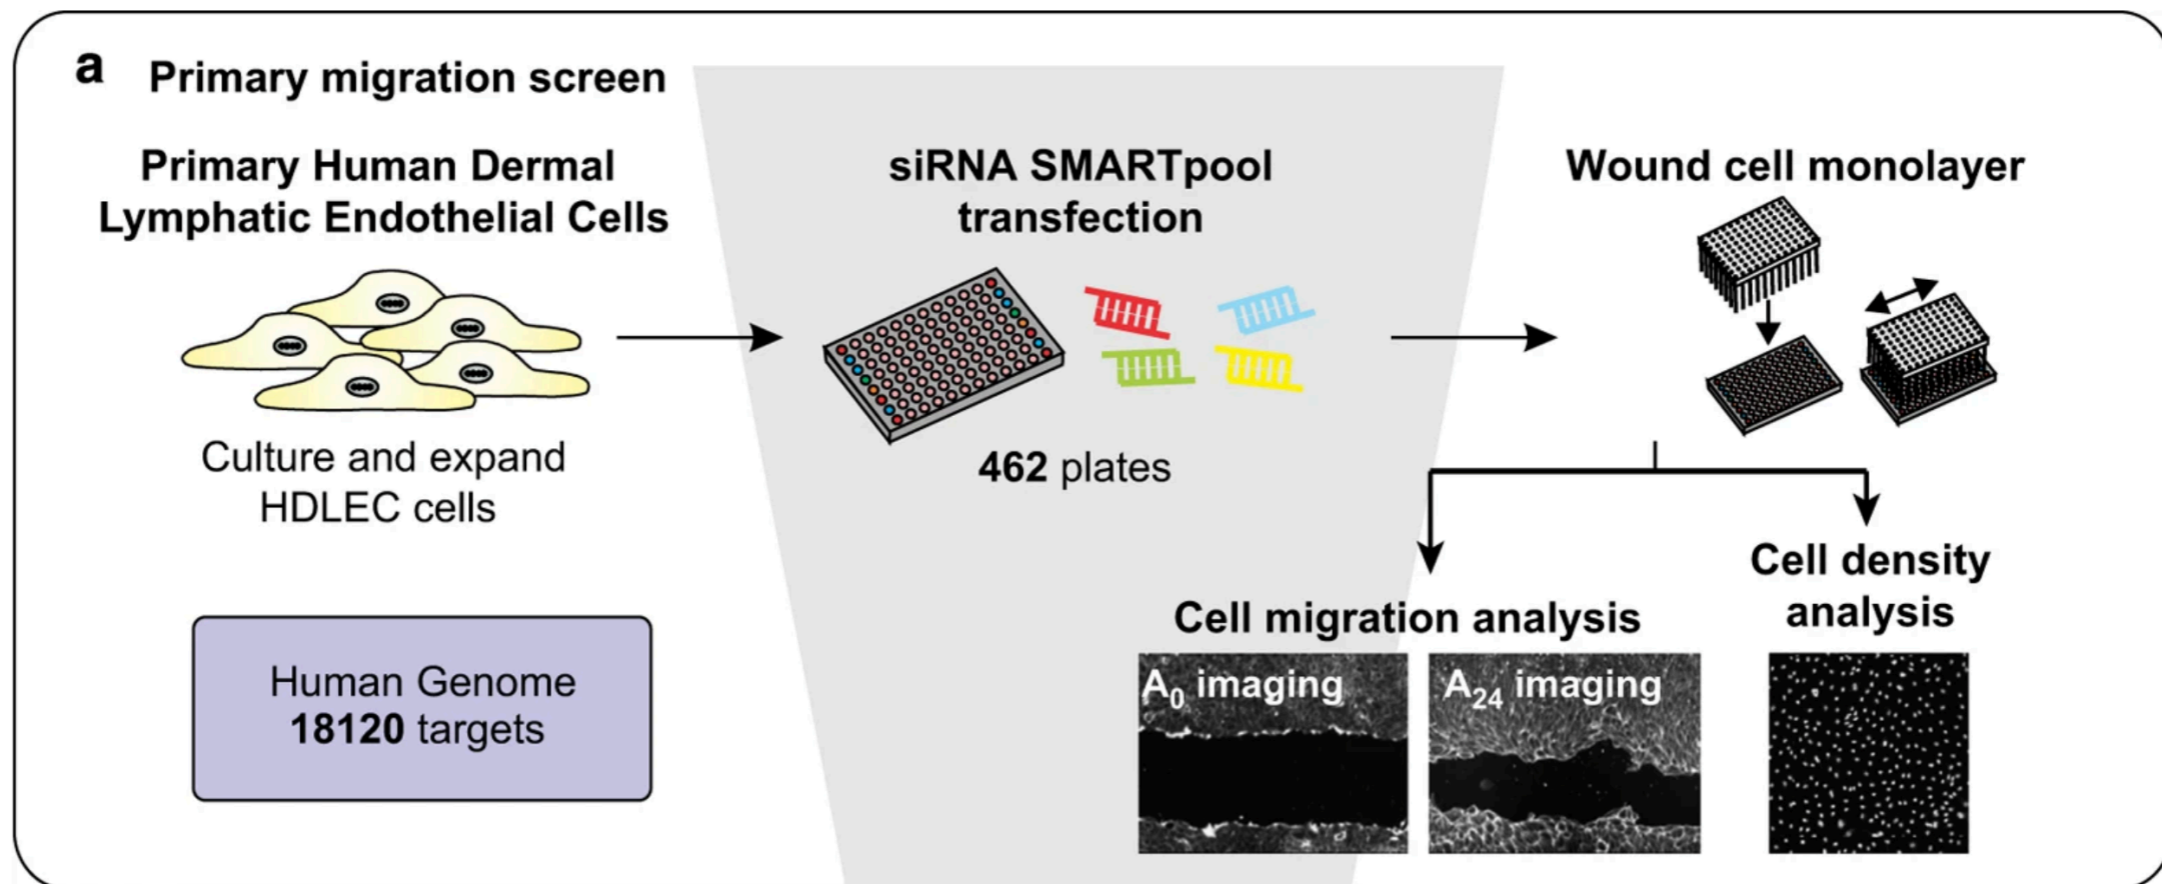 a Primary migration screen
Primary Human Dermal
Lymphatic Endothelial Cells
Culture and expand
HDLEC cells
Human Genome
18120 targets
siRNA SMARTpool
transfection
462 plates
Wound cell monolayer
Cell migration analysis
A₀ imaging
A₂₄ imaging
Cell density
analysis